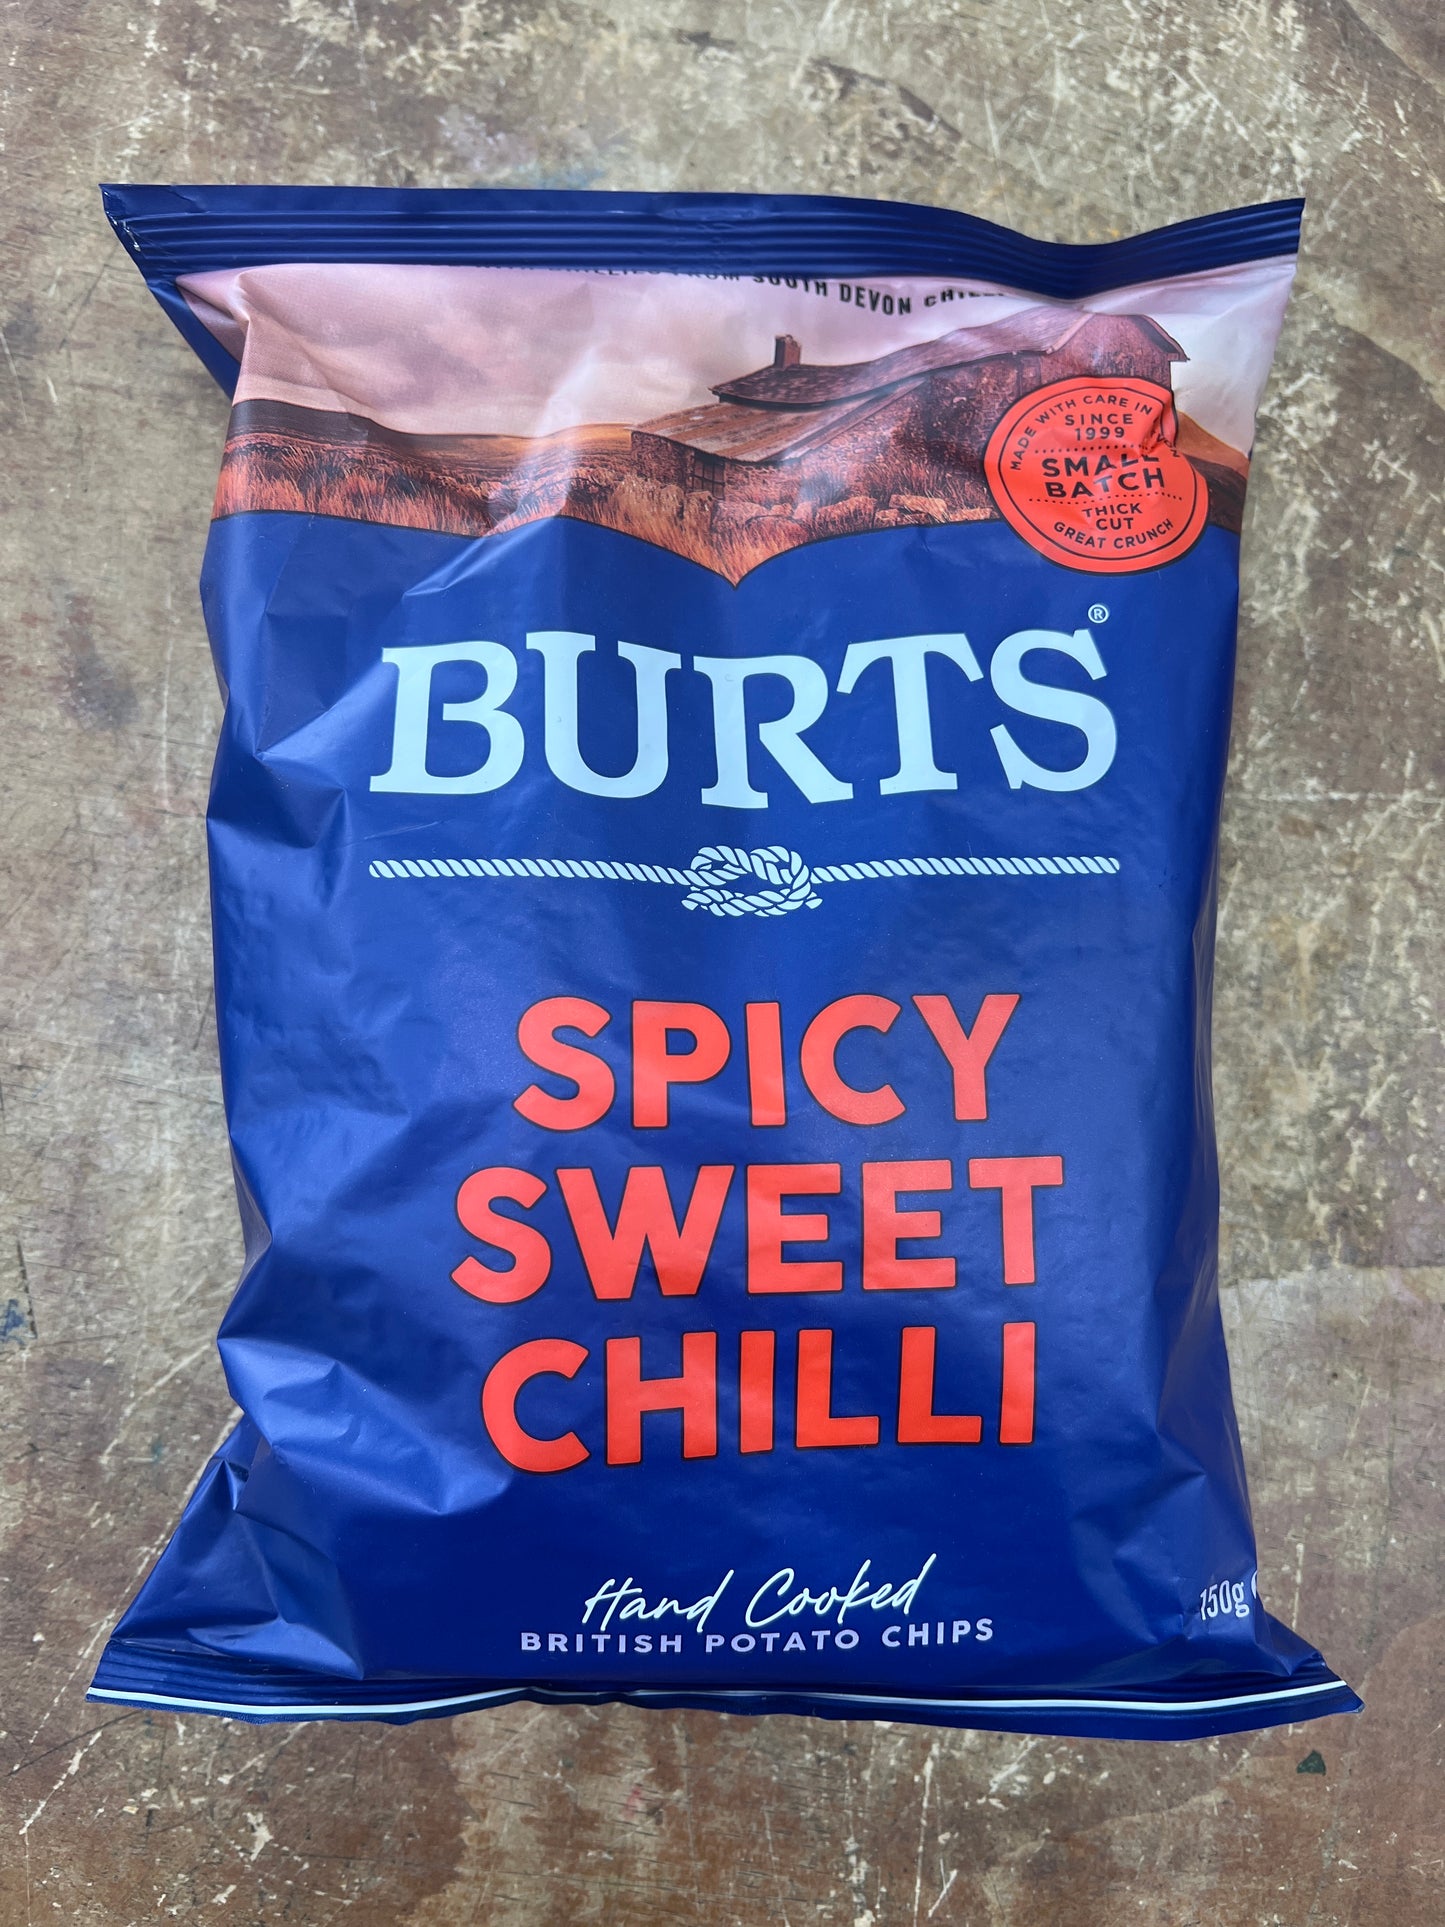 FROM SOUTH DEVON
MADE WITH CARE IN
SINCE
1999
SMALL
BATCH
THICK
CUT
GREAT CRUNCH
BURTS®
SPICY
SWEET
CHILLI
Hand Cooked
BRITISH POTATO CHIPS
150g